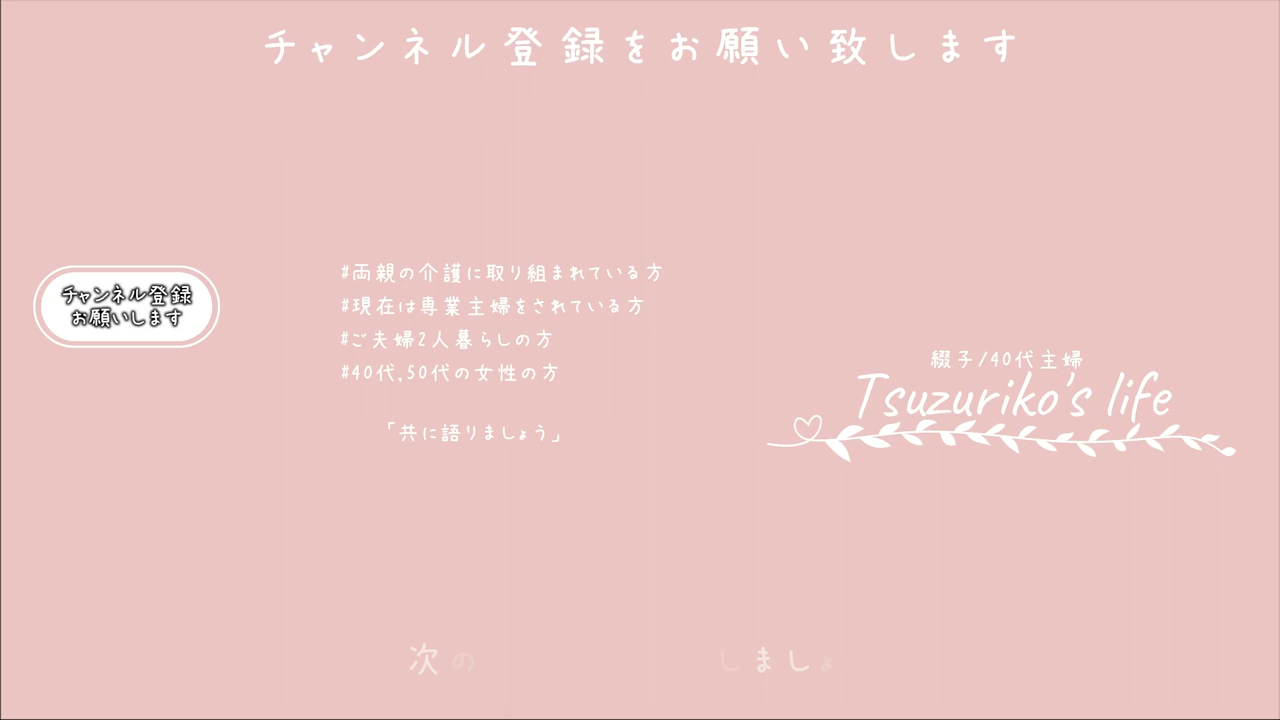 チャンネル登録をお願い致します
チャンネル登録
お願いします
#両親の介護に取り組まれている方
#現在は専業主婦をされている方
#ご夫婦2人暮らしの方
#40代,50代の女性の方
「共に語りましょう」
綴子/40代主婦
Tsuzuriko's life
次の しましょ